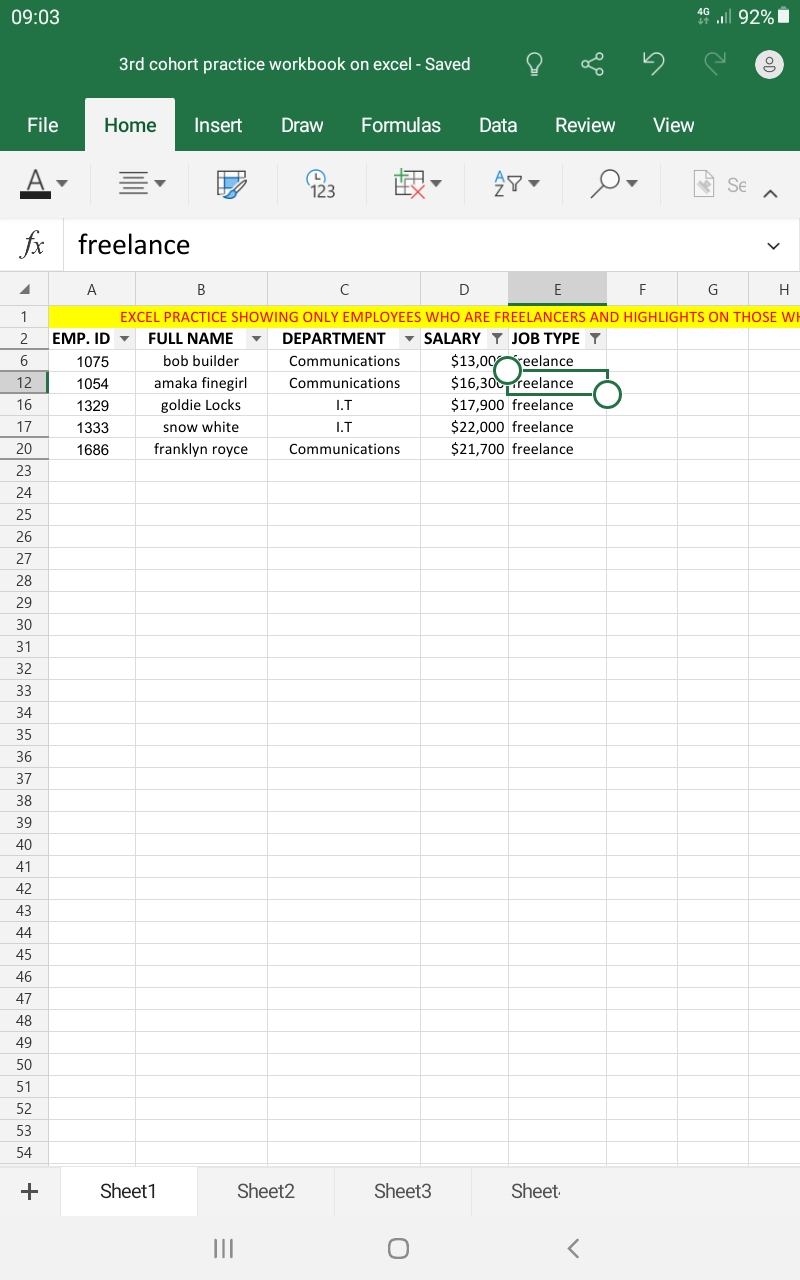 09:03 4G 92%
3rd cohort practice workbook on excel - Saved
File Home Insert Draw Formulas Data Review View
A 123 A Z Se
fx freelance
A B C D E F G H
1 EXCEL PRACTICE SHOWING ONLY EMPLOYEES WHO ARE FREELANCERS AND HIGHLIGHTS ON THOSE WH
2 EMP. ID FULL NAME DEPARTMENT SALARY JOB TYPE
6 1075 bob builder Communications $13,000 freelance
12 1054 amaka finegirl Communications $16,300 freelance
16 1329 goldie Locks I.T $17,900 freelance
17 1333 snow white I.T $22,000 freelance
20 1686 franklyn royce Communications $21,700 freelance
23
24
25
26
27
28
29
30
31
32
33
34
35
36
37
38
39
40
41
42
43
44
45
46
47
48
49
50
51
52
53
54
+ Sheet1 Sheet2 Sheet3 Sheet